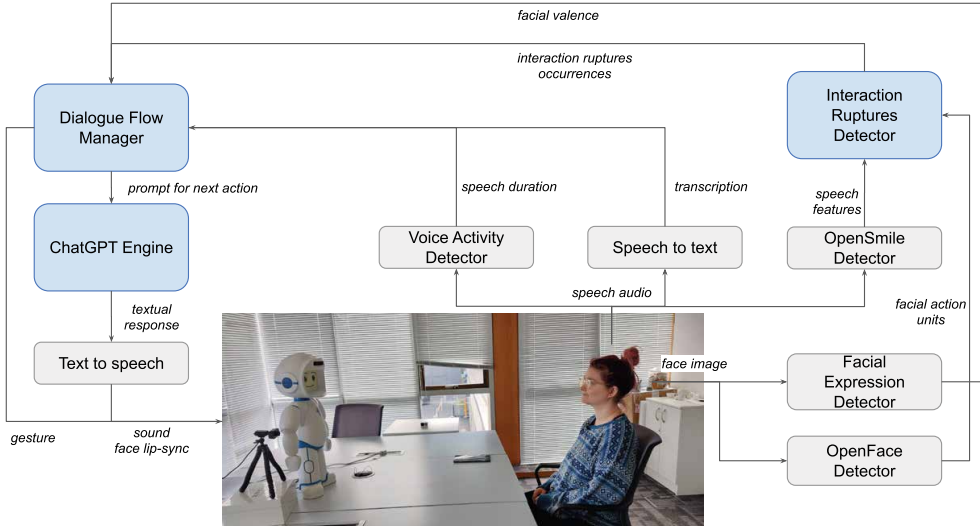 facial valence
interaction ruptures
occurrences
Dialogue Flow
Manager
Interaction
Ruptures
Detector
prompt for next action
speech duration
transcription
speech
features
ChatGPT Engine
Voice Activity
Detector
Speech to text
OpenSmile
Detector
speech audio
textual
response
facial action
units
Text to speech
face image
Facial
Expression
Detector
gesture
sound
face lip-sync
OpenFace
Detector